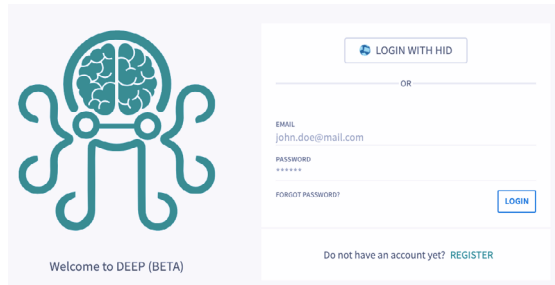 LOGIN WITH HID
OR
EMAIL
john.doe@mail.com
PASSWORD
******
FORGOT PASSWORD?
LOGIN
Do not have an account yet? REGISTER
Welcome to DEEP (BETA)